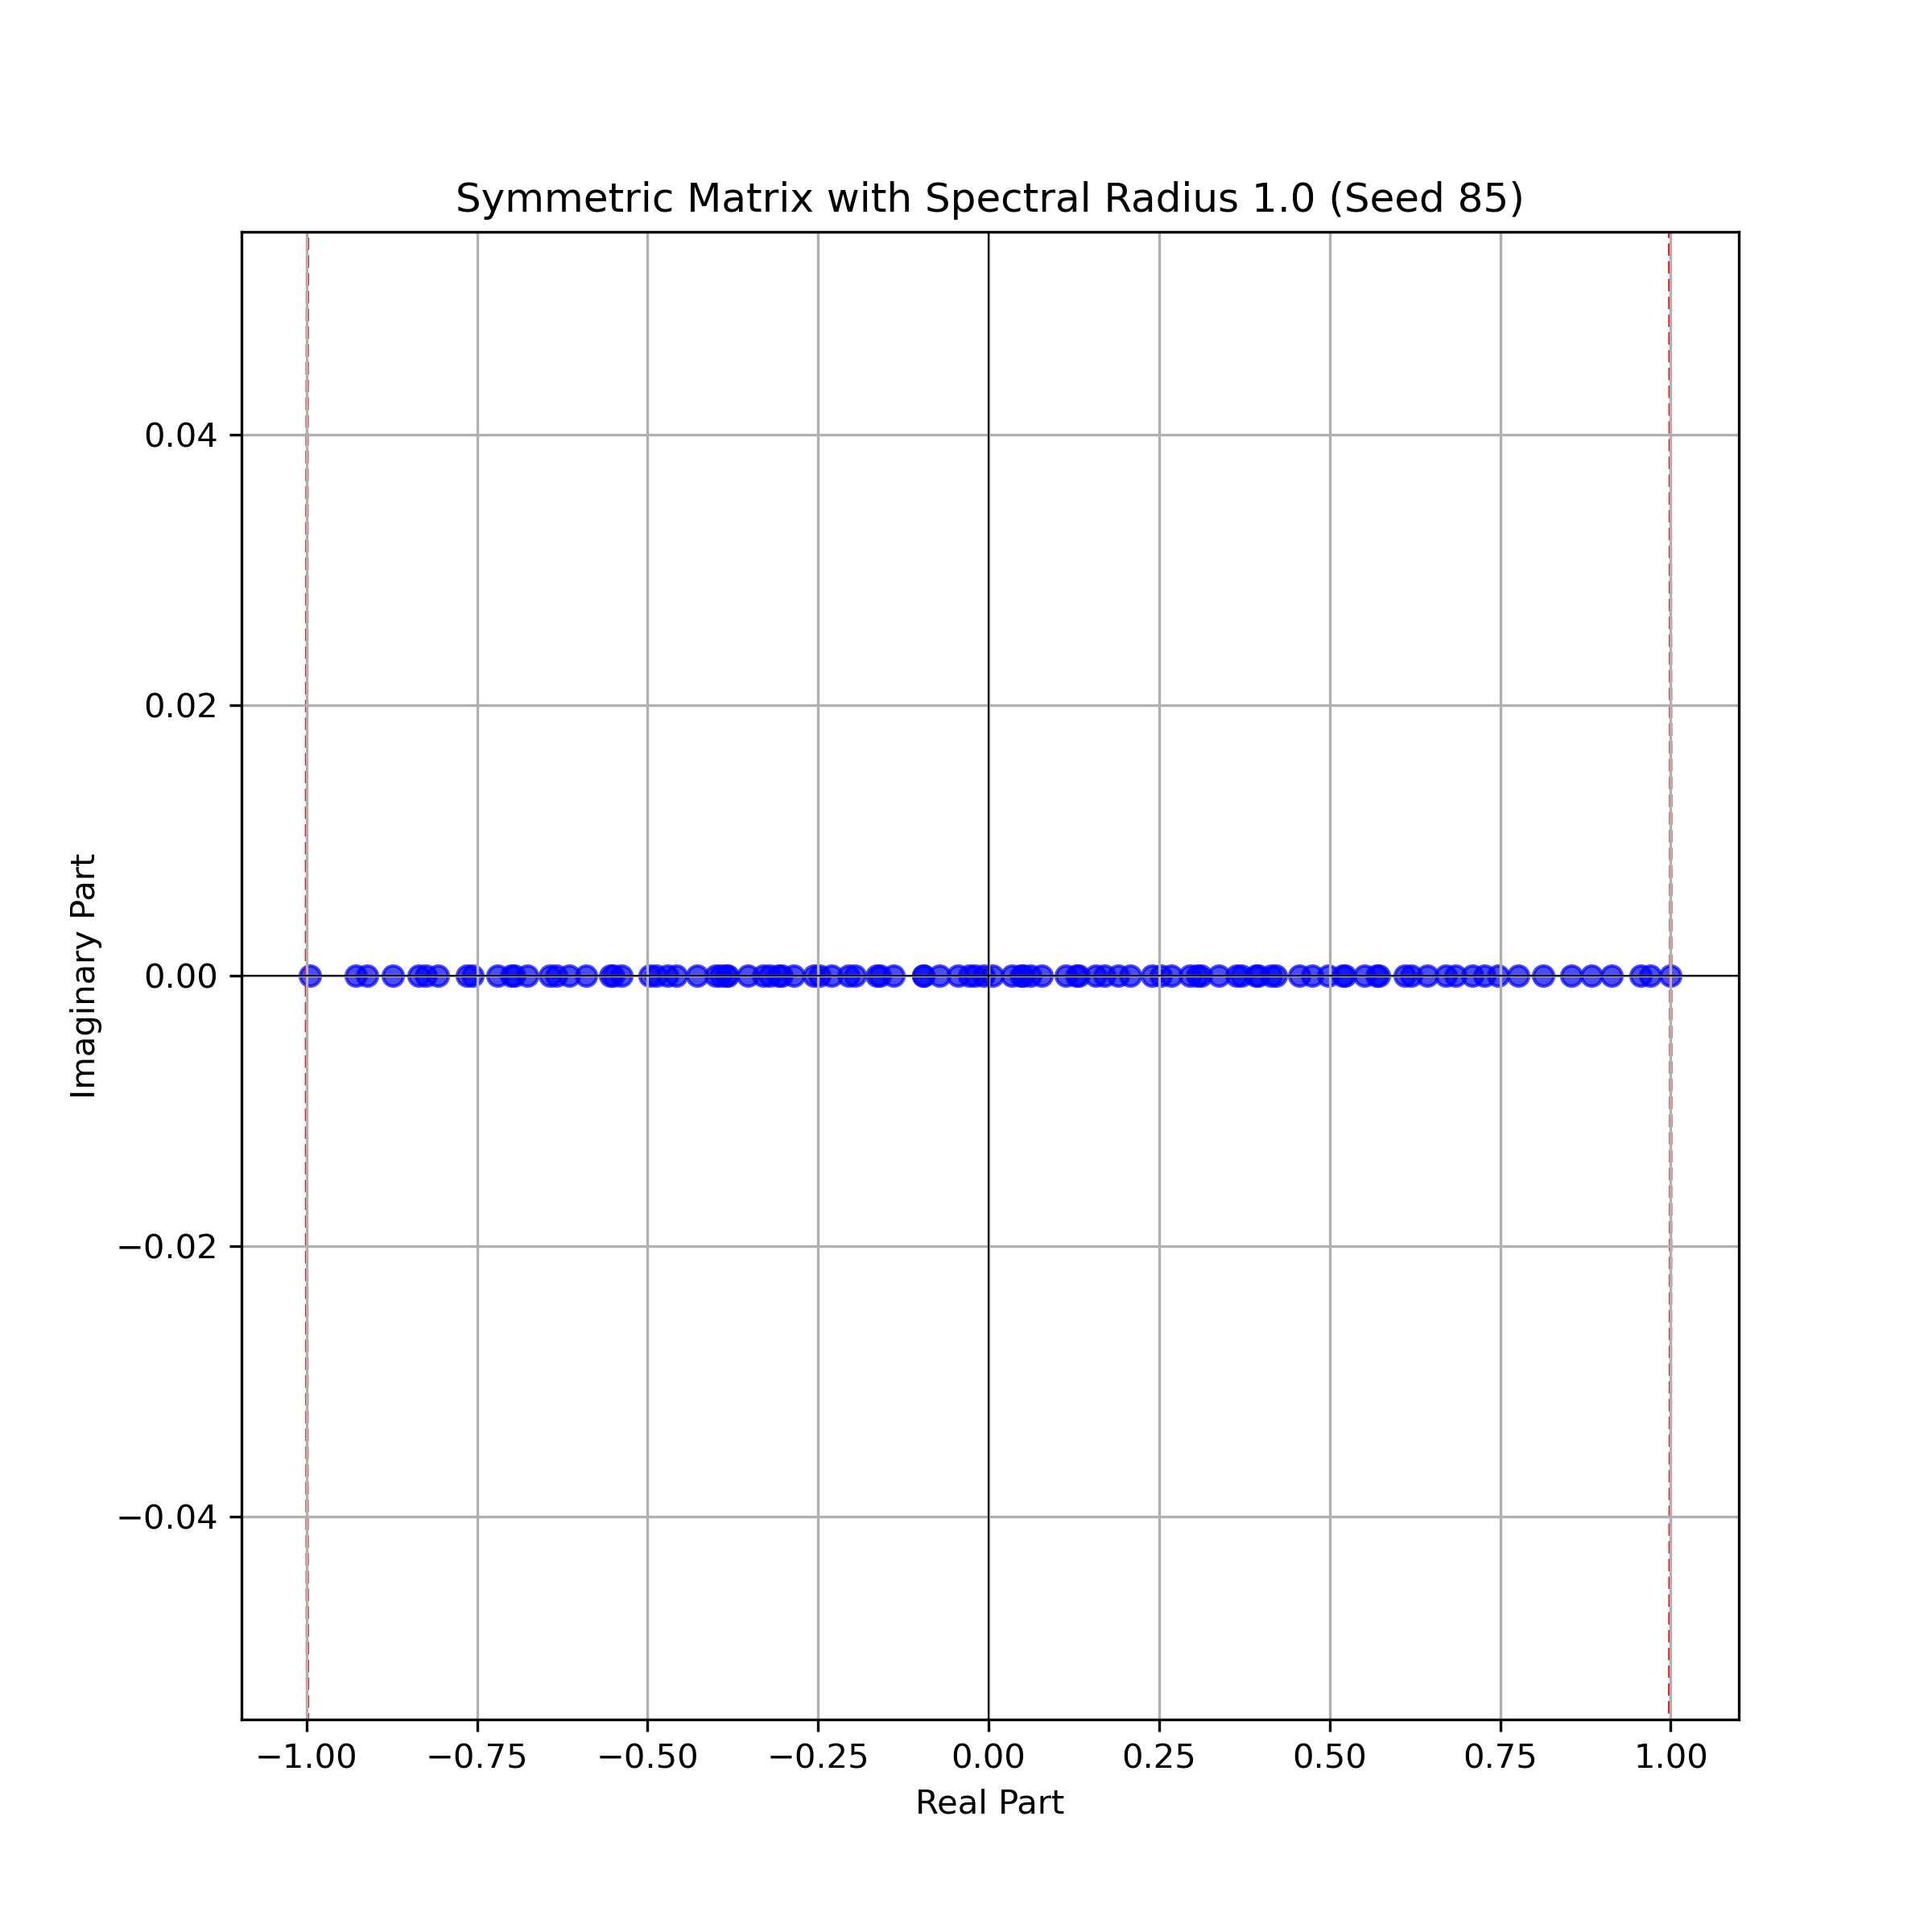 Symmetric Matrix with Spectral Radius 1.0 (Seed 85)
0.04
0.02
0.00
−0.02
−0.04
Imaginary Part
−1.00 −0.75 −0.50 −0.25 0.00 0.25 0.50 0.75 1.00
Real Part